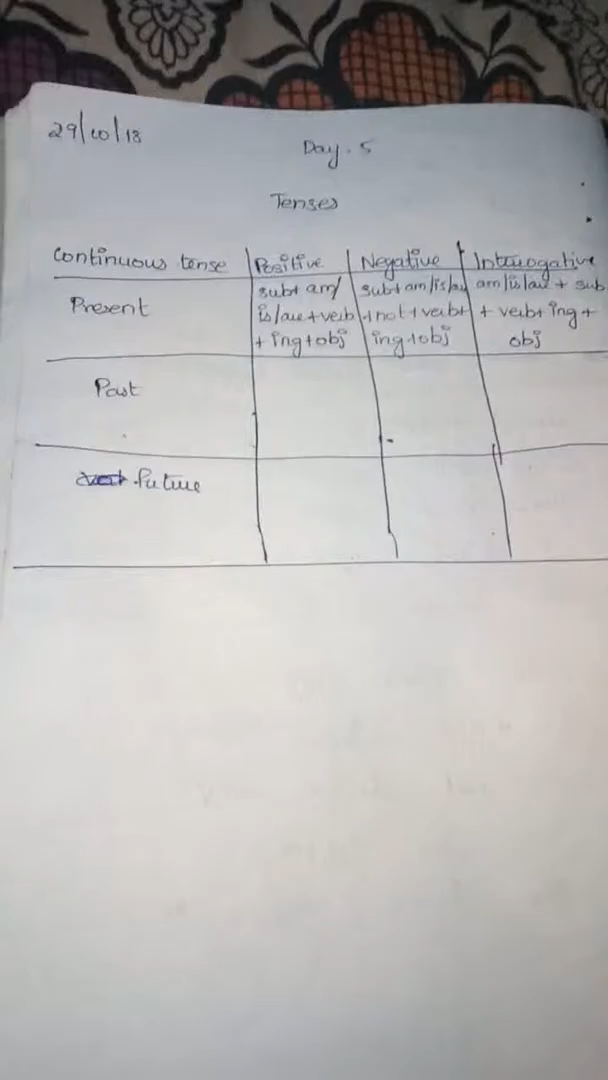 29/10/18
Day. 5
Tenses
Continuous tense Positive Negative Interrogative
Present
sub+ am/
is/are+verb
+ing+obj
sub+am/is/are
+not+verb+
ing+obj
am/is/are + sub
+ verb+ ing+
obj
Past
future